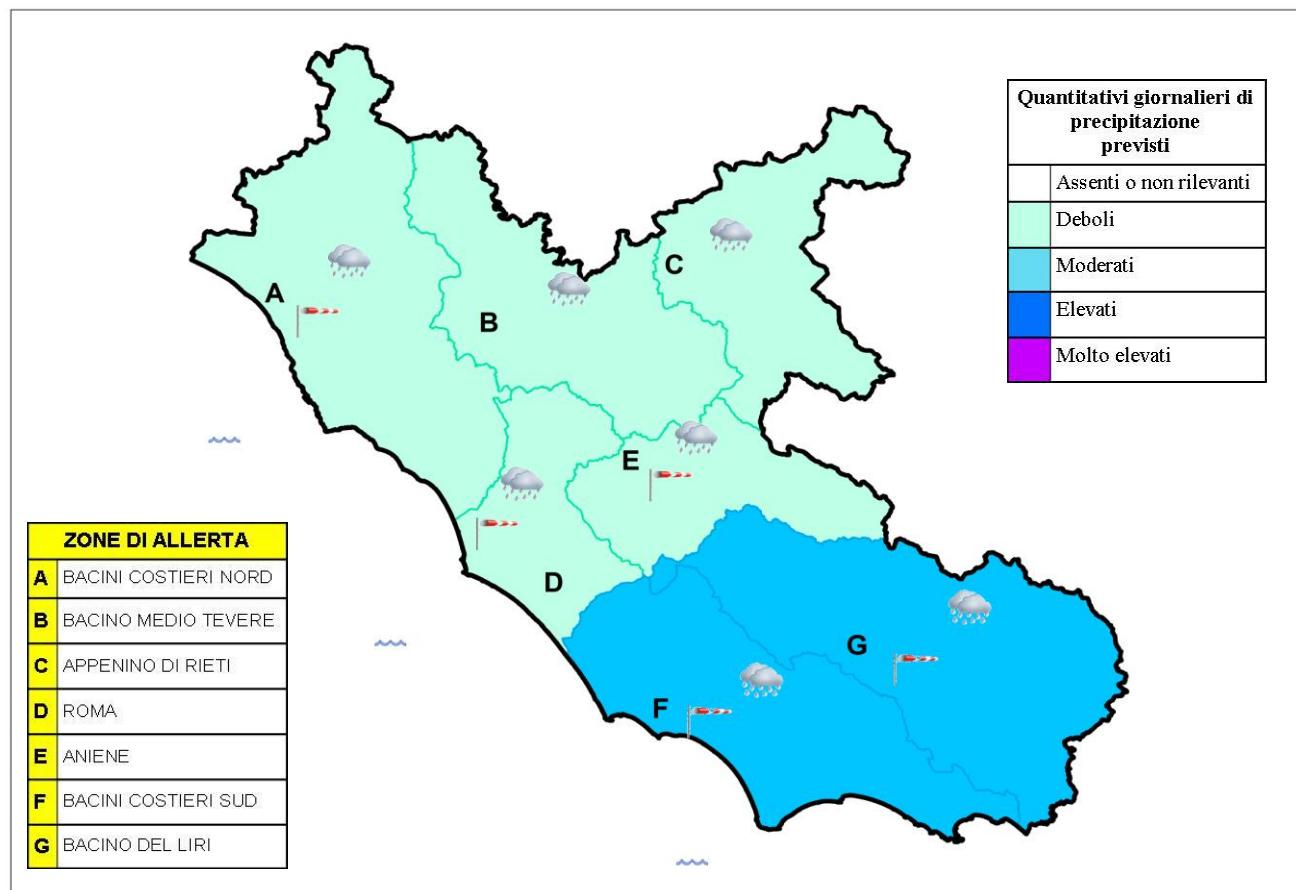 Quantitativi giornalieri di
precipitazione
previsti
Assenti o non rilevanti
Deboli
Moderati
Elevati
Molto elevati
A
B
C
E
D
G
F
ZONE DI ALLERTA
A BACINI COSTIERI NORD
B BACINO MEDIO TEVERE
C APPENINO DI RIETI
D ROMA
E ANIENE
F BACINI COSTIERI SUD
G BACINO DEL LIRI